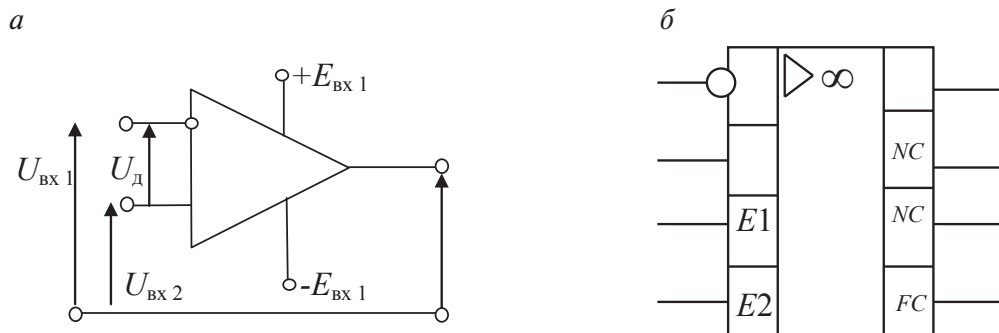 а
+Eвх 1
Uвх 1
Uд
Uвх 2
-Eвх 1
б
∞
NC
E1
NC
E2
FC